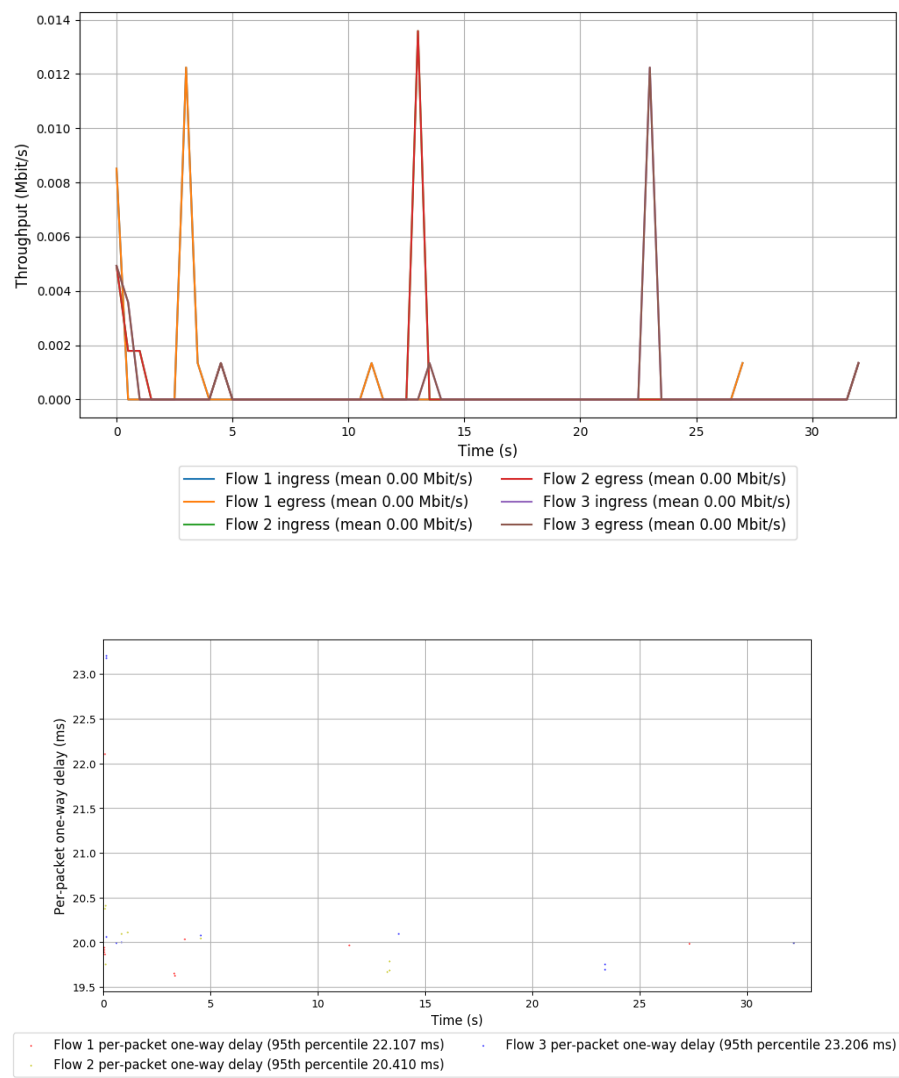 0.014
0.012
0.010
0.008
0.006
0.004
0.002
0.000
Throughput (Mbit/s)
0 5 10 15 20 25 30
Time (s)
Flow 1 ingress (mean 0.00 Mbit/s)
Flow 1 egress (mean 0.00 Mbit/s)
Flow 2 ingress (mean 0.00 Mbit/s)
Flow 2 egress (mean 0.00 Mbit/s)
Flow 3 ingress (mean 0.00 Mbit/s)
Flow 3 egress (mean 0.00 Mbit/s)
23.0
22.5
22.0
21.5
21.0
20.5
20.0
19.5
Per-packet one-way delay (ms)
0 5 10 15 20 25 30
Time (s)
Flow 1 per-packet one-way delay (95th percentile 22.107 ms)
Flow 2 per-packet one-way delay (95th percentile 20.410 ms)
Flow 3 per-packet one-way delay (95th percentile 23.206 ms)